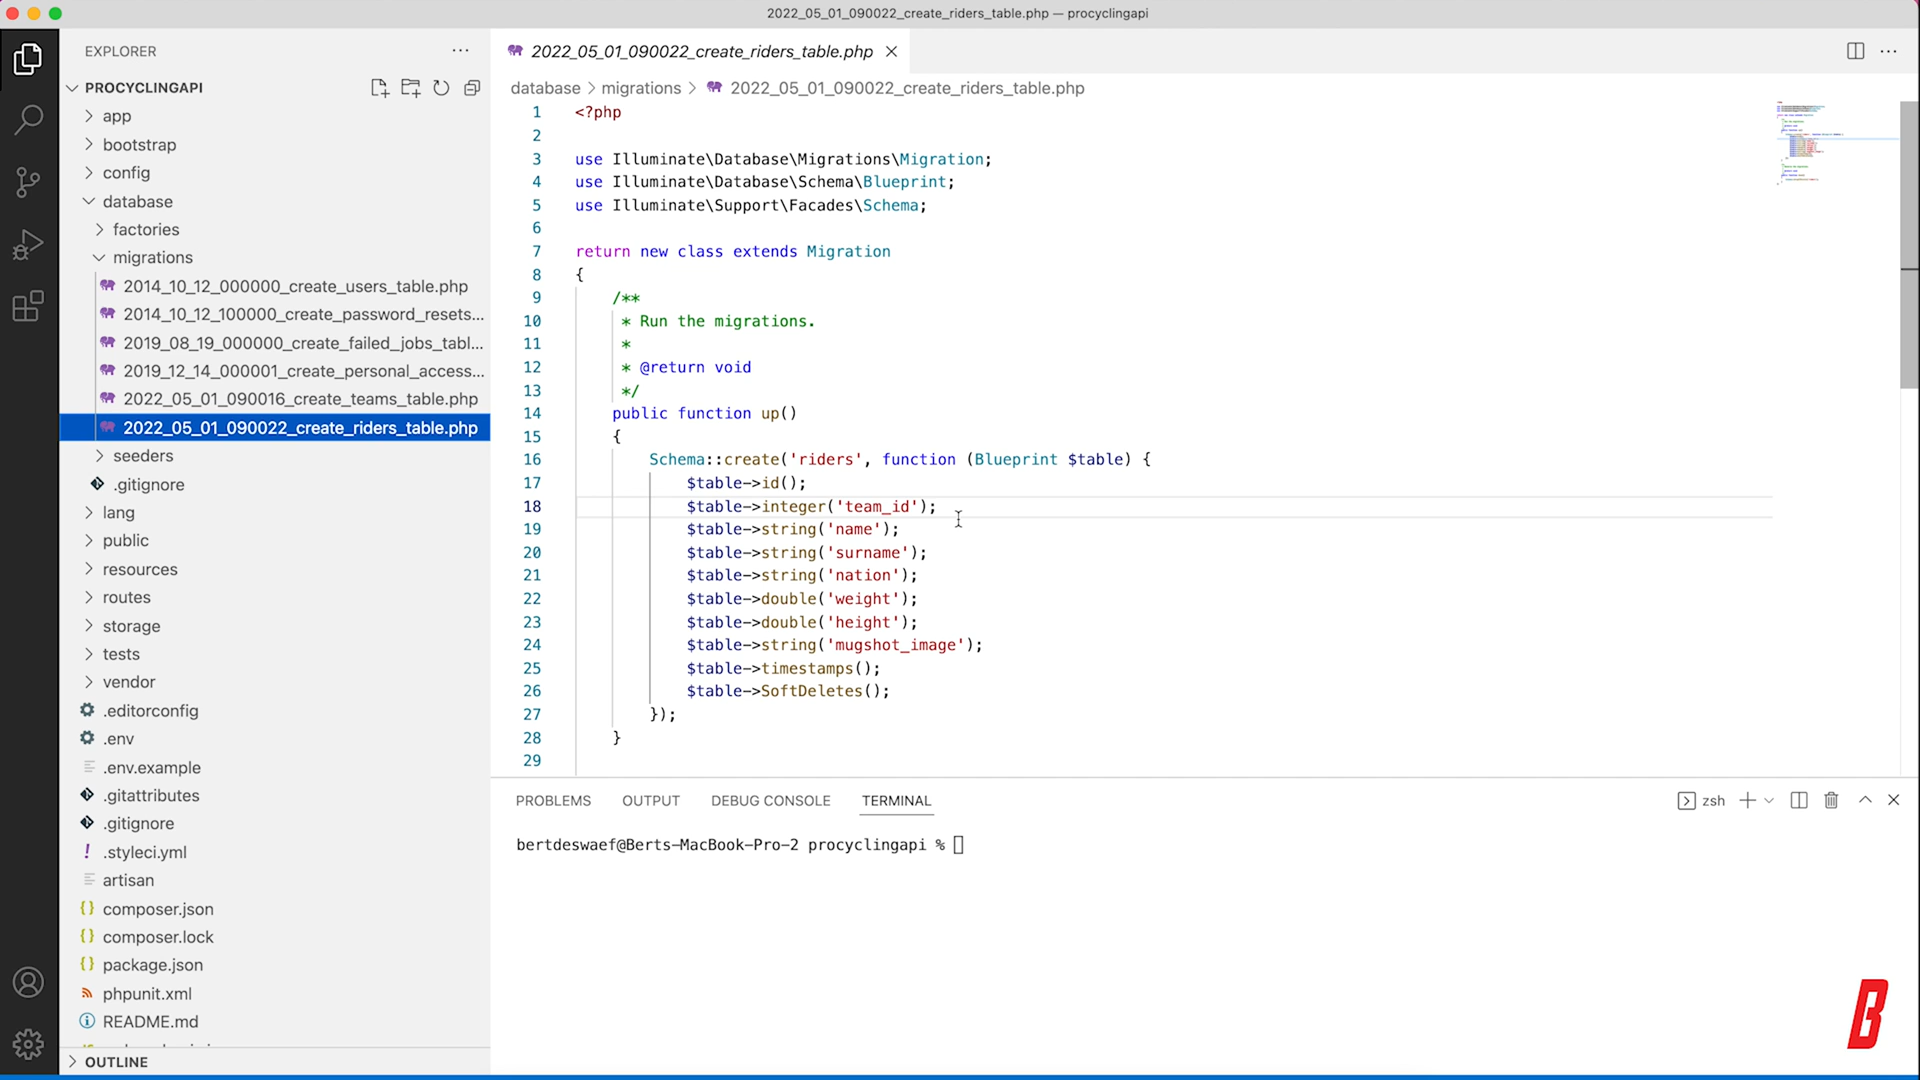 2022_05_01_090022_create_riders_table.php — procyclingapi
EXPLORER
PROCYCLINGAPI
app
bootstrap
config
database
factories
migrations
2014_10_12_000000_create_users_table.php
2014_10_12_100000_create_password_resets...
2019_08_19_000000_create_failed_jobs_tabl...
2019_12_14_000001_create_personal_access...
2022_05_01_090016_create_teams_table.php
2022_05_01_090022_create_riders_table.php
seeders
.gitignore
lang
public
resources
routes
storage
tests
vendor
.editorconfig
.env
.env.example
.gitattributes
.gitignore
.styleci.yml
artisan
composer.json
composer.lock
package.json
phpunit.xml
README.md
OUTLINE
2022_05_01_090022_create_riders_table.php
database > migrations > 2022_05_01_090022_create_riders_table.php
1 <?php
2
3 use Illuminate\Database\Migrations\Migration;
4 use Illuminate\Database\Schema\Blueprint;
5 use Illuminate\Support\Facades\Schema;
6
7 return new class extends Migration
8 {
9 /**
10 * Run the migrations.
11 *
12 * @return void
13 */
14 public function up()
15 {
16 Schema::create('riders', function (Blueprint $table) {
17 $table->id();
18 $table->integer('team_id');
19 $table->string('name');
20 $table->string('surname');
21 $table->string('nation');
22 $table->double('weight');
23 $table->double('height');
24 $table->string('mugshot_image');
25 $table->timestamps();
26 $table->SoftDeletes();
27 });
28 }
29
PROBLEMS OUTPUT DEBUG CONSOLE TERMINAL zsh
bertdeswaef@Berts-MacBook-Pro-2 procyclingapi %
B